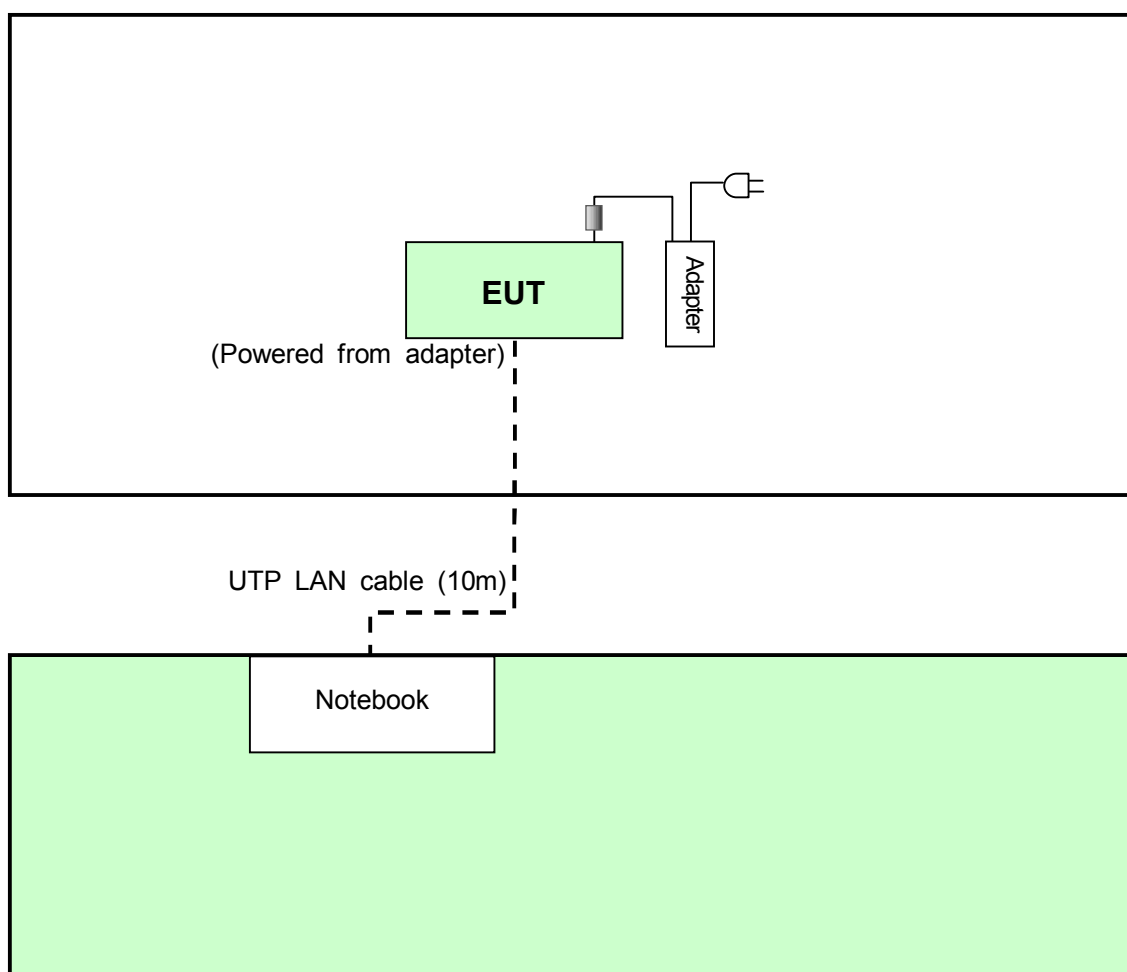 EUT
Adapter
(Powered from adapter)
UTP LAN cable (10m)
Notebook